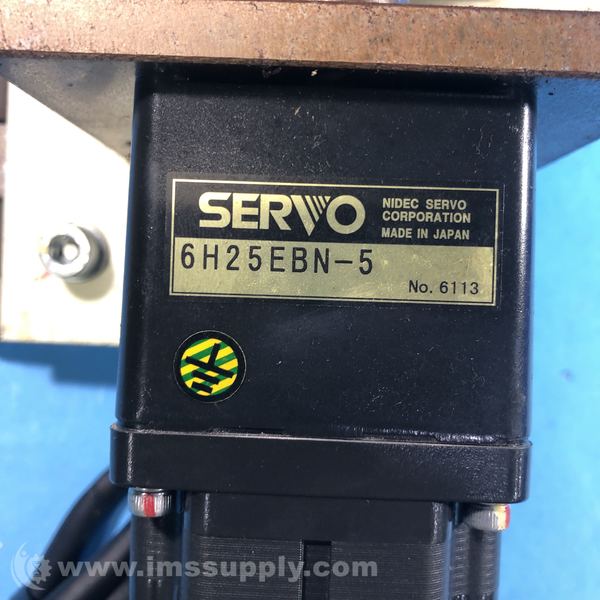 SERVO
NIDEC SERVO
CORPORATION
MADE IN JAPAN
6H25EBN-5
No. 6113
www.imssupply.com